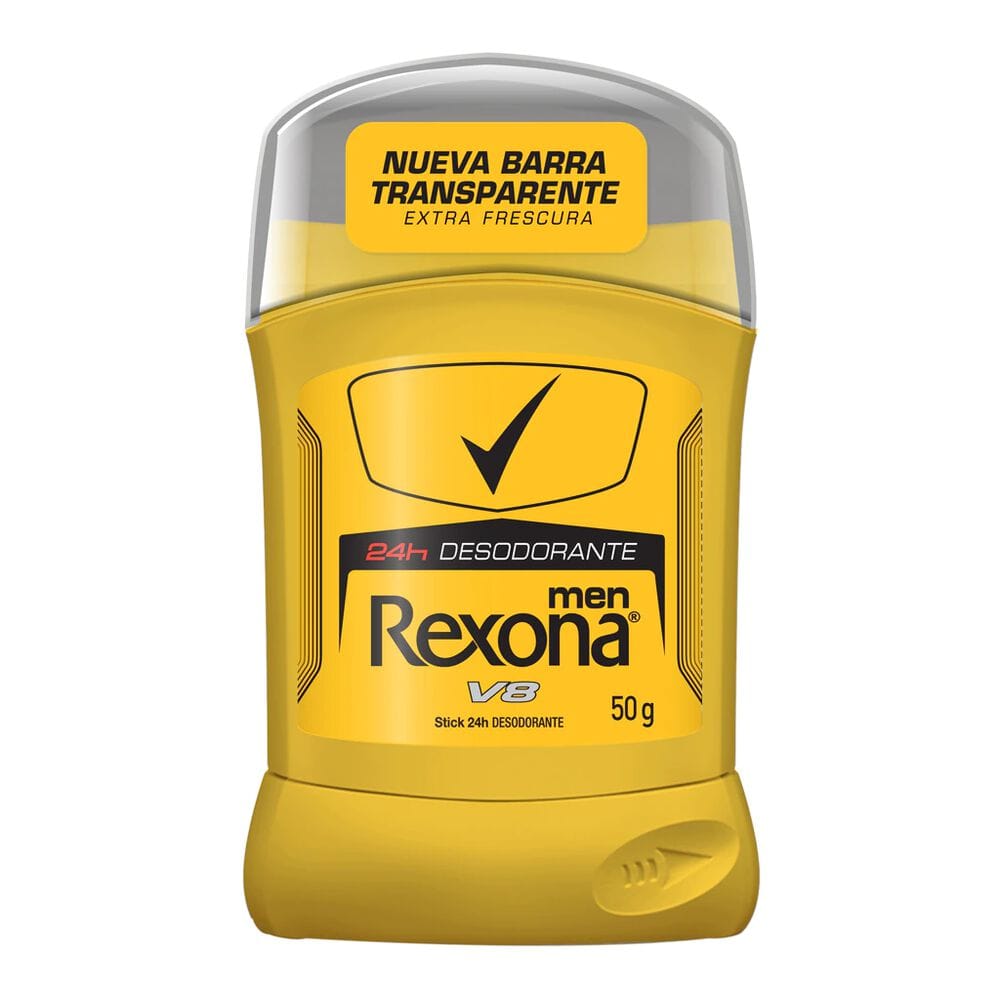 NUEVA BARRA
TRANSPARENTE
EXTRA FRESCURA
24h DESODORANTE
men
Rexona®
V8
50 g
Stick 24h DESODORANTE